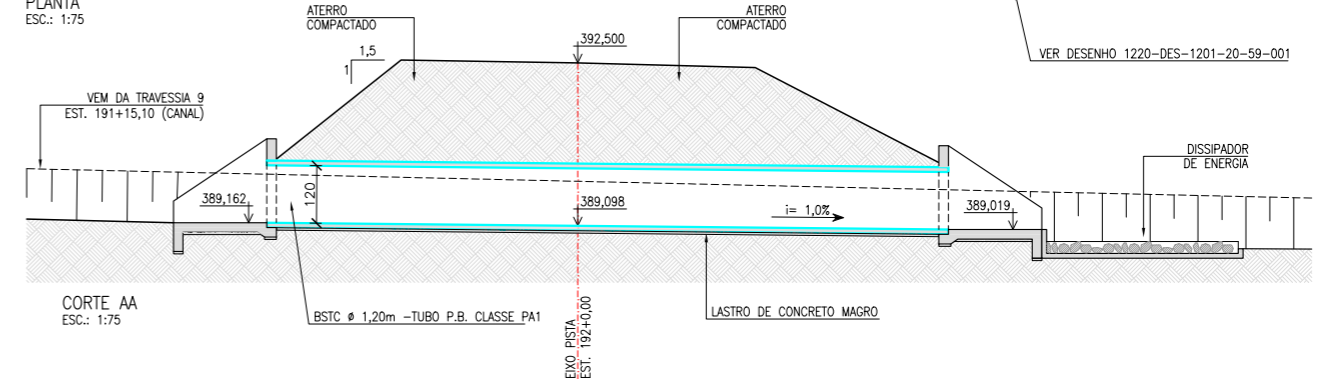 PLANTA
ESC.: 1:75
ATERRO
COMPACTADO
ATERRO
COMPACTADO
392,500
1,5
1
VER DESENHO 1220-DES-1201-20-59-001
VEM DA TRAVESSIA 9
EST. 191+15,10 (CANAL)
DISSIPADOR
DE ENERGIA
120
389,162
389,098
i= 1,0%
389,019
CORTE AA
ESC.: 1:75
BSTC ø 1,20m -TUBO P.B. CLASSE PA1
EIXO PISTA
EST. 192+0,00
LASTRO DE CONCRETO MAGRO